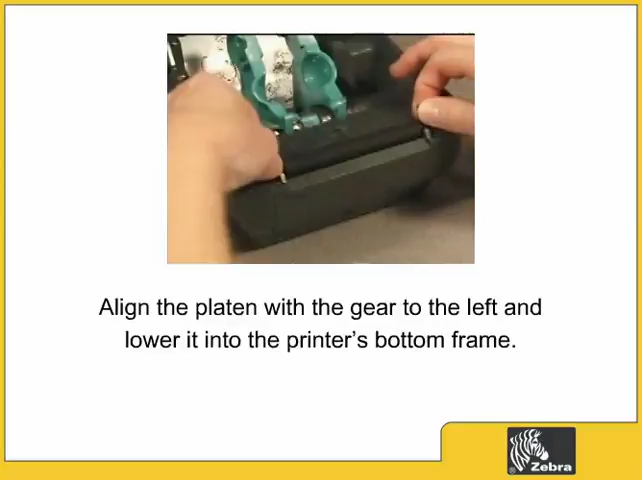 Align the platen with the gear to the left and
lower it into the printer's bottom frame.
Zebra